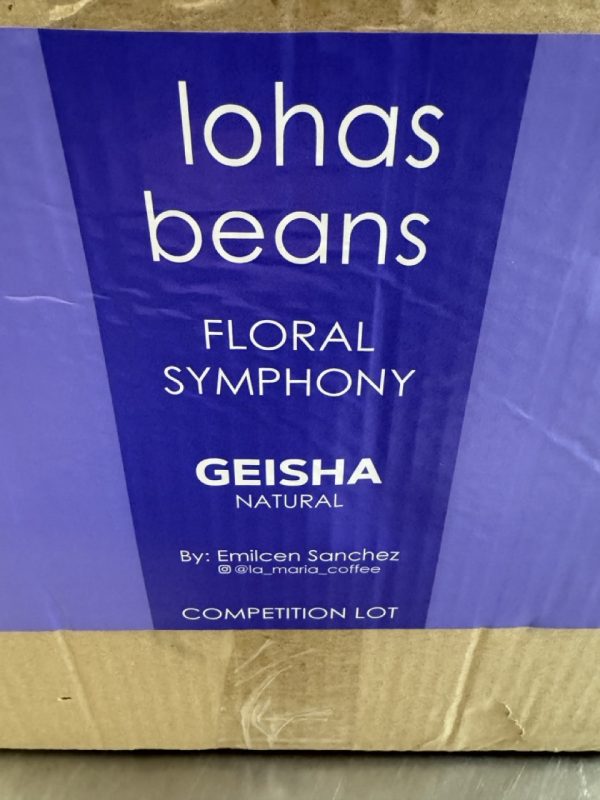 lohas
beans
FLORAL
SYMPHONY
GEISHA
NATURAL
By: Emilcen Sanchez
@la_maria_coffee
COMPETITION LOT